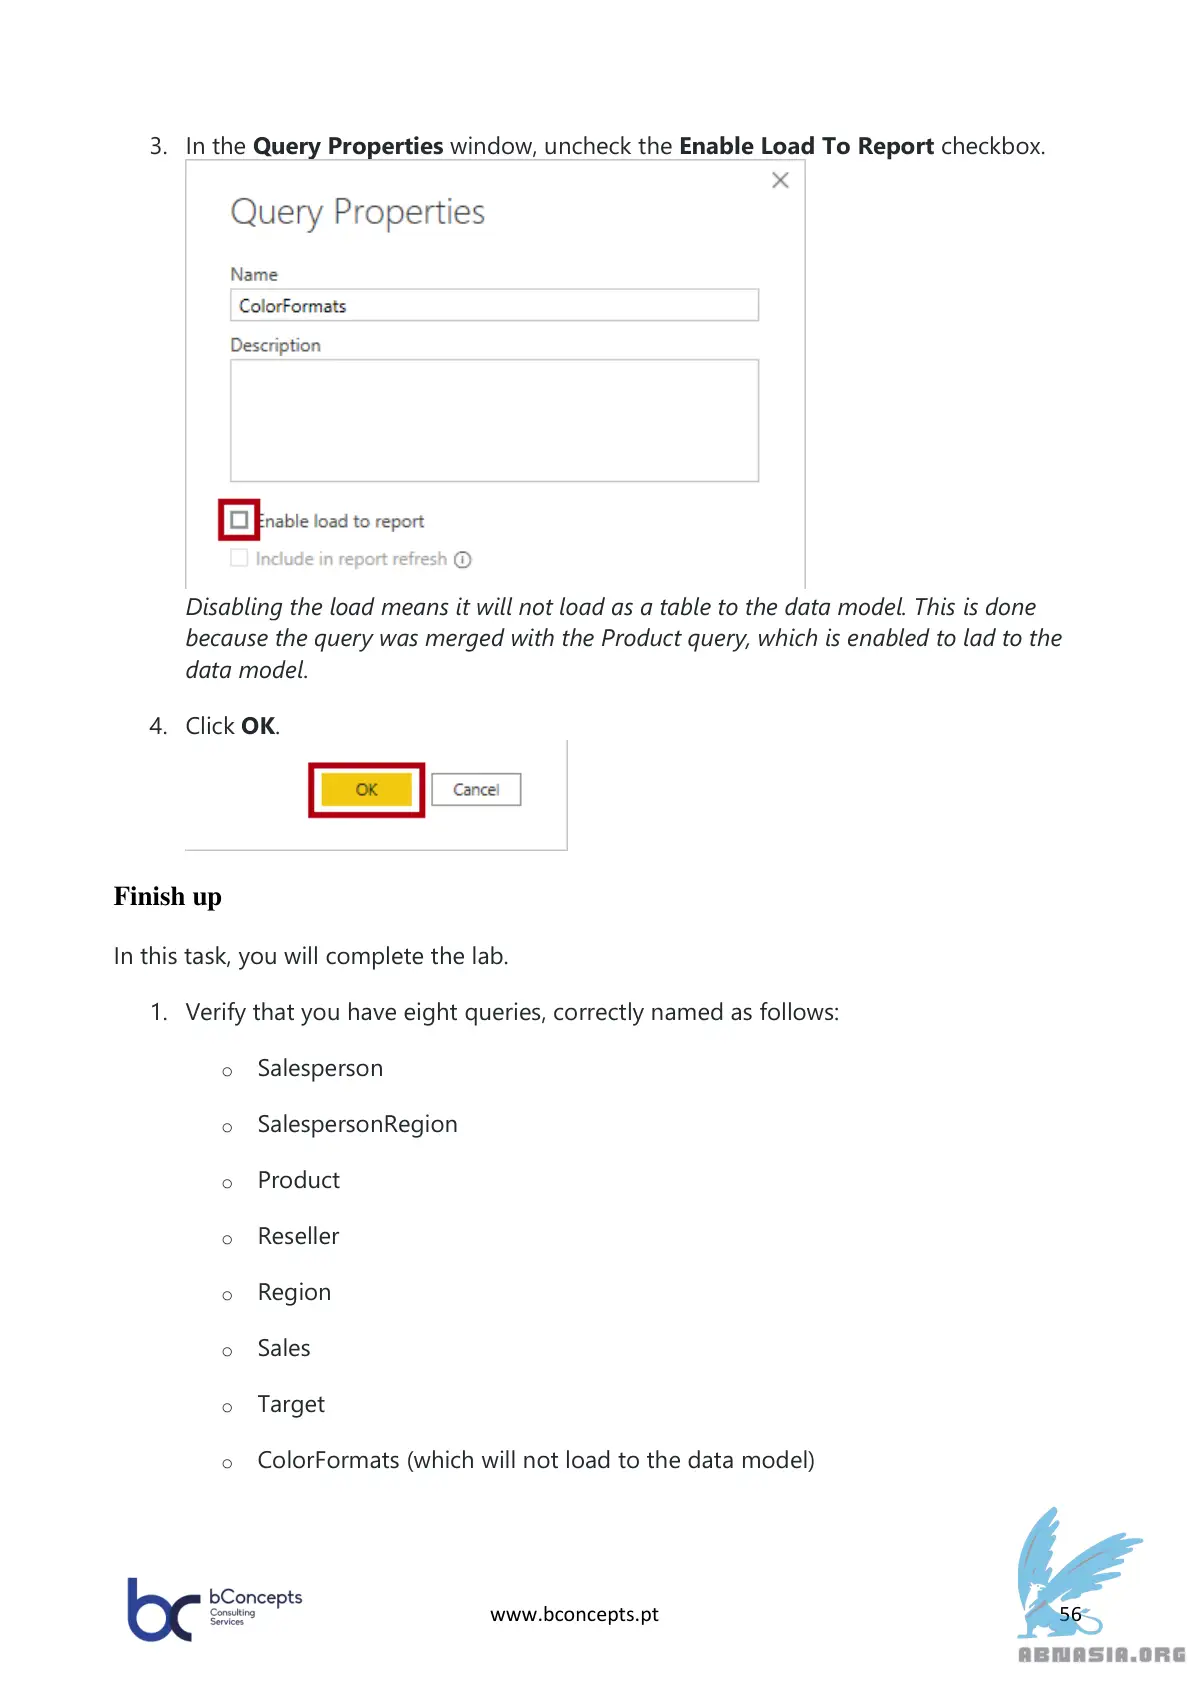 3. In the Query Properties window, uncheck the Enable Load To Report checkbox.
Query Properties
Name
ColorFormats
Description
Enable load to report
Include in report refresh
Disabling the load means it will not load as a table to the data model. This is done
because the query was merged with the Product query, which is enabled to lad to the
data model.
4. Click OK.
OK Cancel
Finish up
In this task, you will complete the lab.
1. Verify that you have eight queries, correctly named as follows:
o Salesperson
o SalespersonRegion
o Product
o Reseller
o Region
o Sales
o Target
o ColorFormats (which will not load to the data model)
bc bConcepts
Consulting
Services
www.bconcepts.pt
56
ABNASIA.ORG